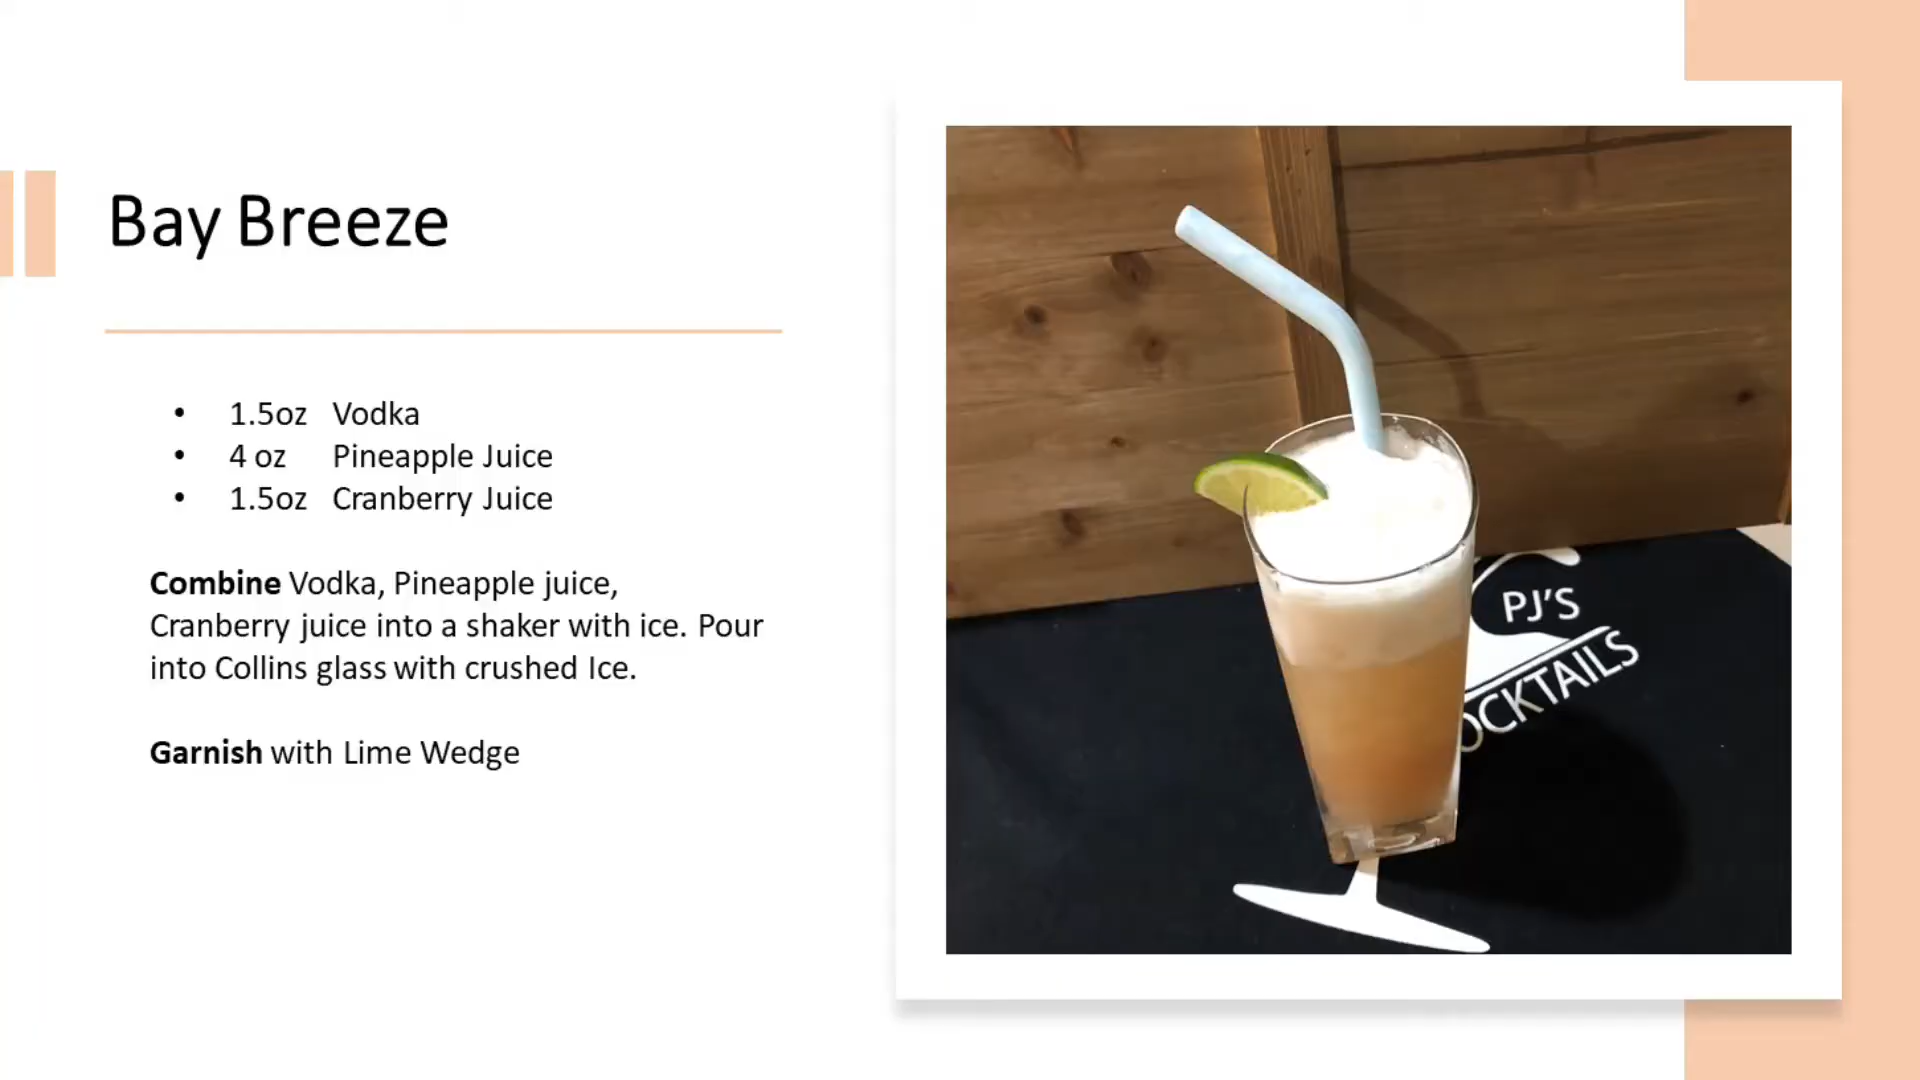 Bay Breeze
• 1.5oz Vodka
• 4 oz Pineapple Juice
• 1.5oz Cranberry Juice
Combine Vodka, Pineapple juice,
Cranberry juice into a shaker with ice. Pour
into Collins glass with crushed Ice.
Garnish with Lime Wedge
PJ'S
OCKTAILS